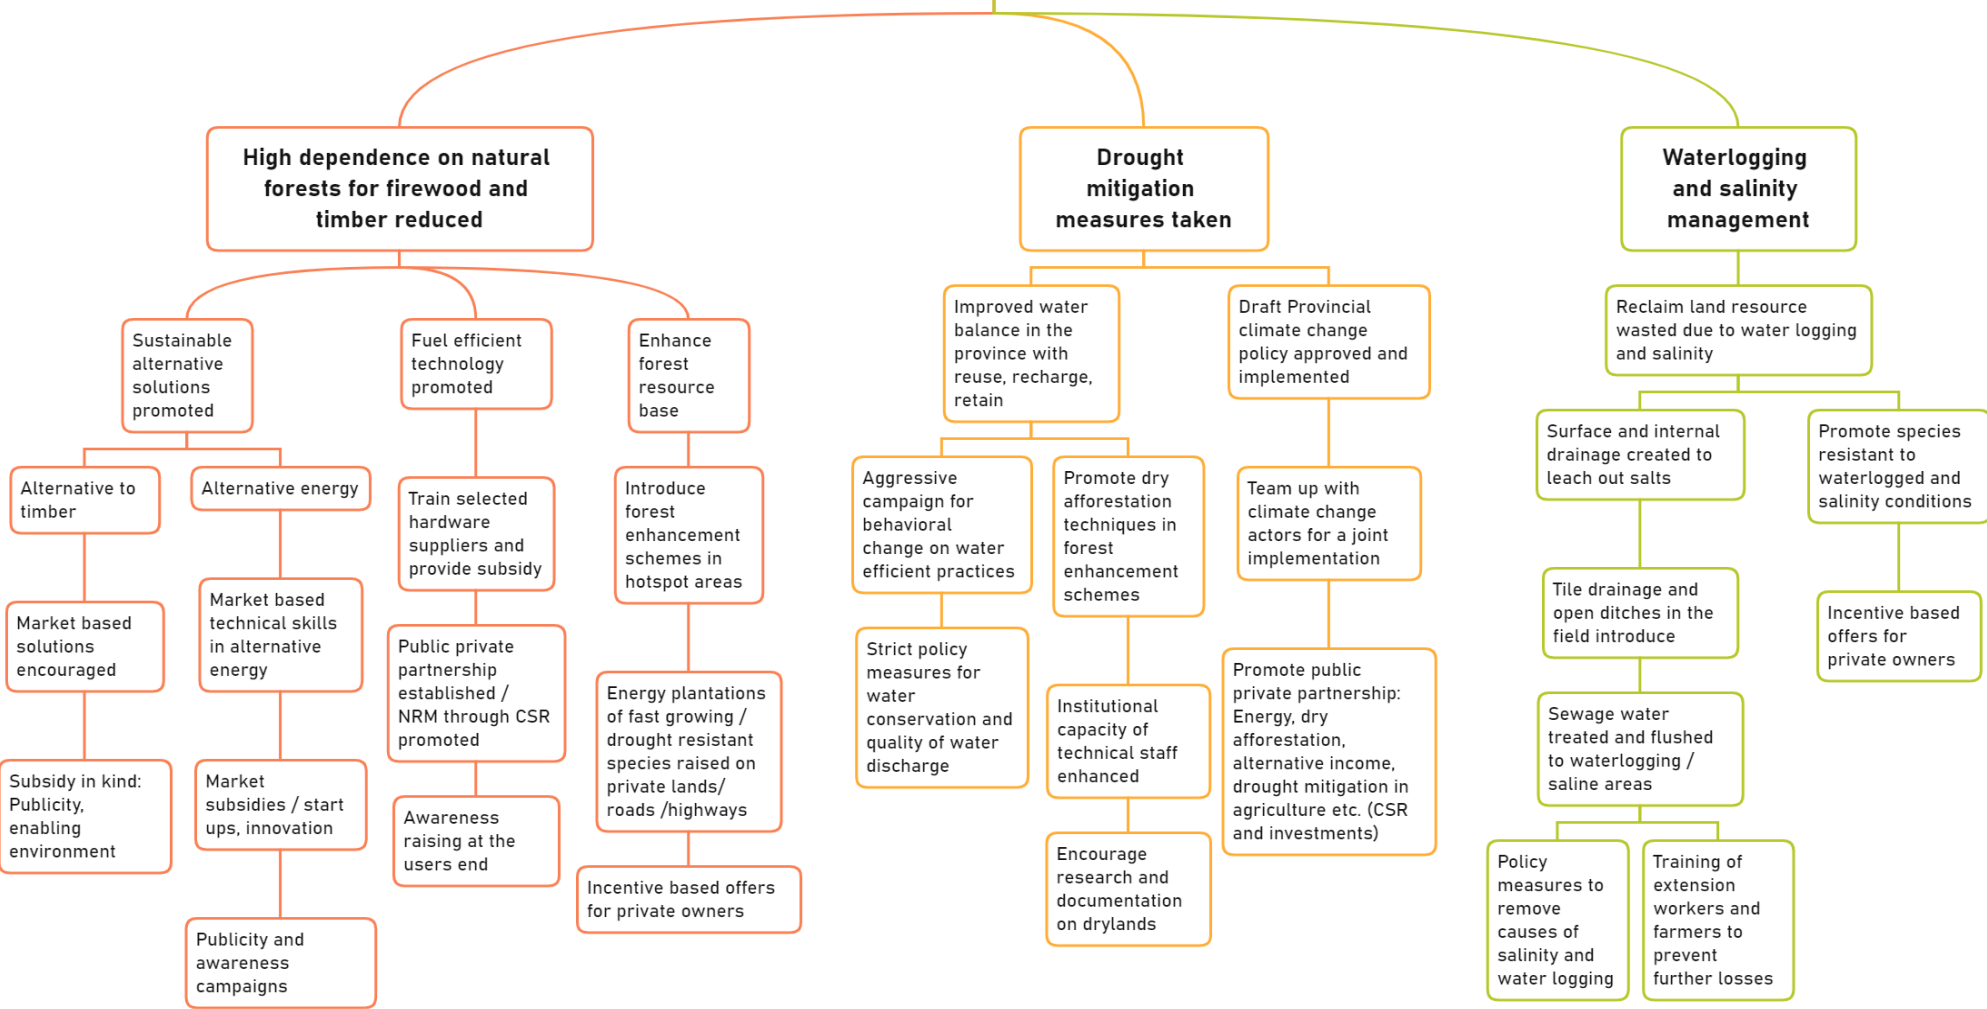 High dependence on natural
forests for firewood and
timber reduced
Sustainable
alternative
solutions
promoted
Alternative to
timber
Market based
solutions
encouraged
Subsidy in kind:
Publicity,
enabling
environment
Alternative energy
Market based
technical skills
in alternative
energy
Market
subsidies / start
ups, innovation
Publicity and
awareness
campaigns
Fuel efficient
technology
promoted
Train selected
hardware
suppliers and
provide subsidy
Public private
partnership
established /
NRM through CSR
promoted
Awareness
raising at the
users end
Enhance
forest
resource
base
Introduce
forest
enhancement
schemes in
hotspot areas
Energy plantations
of fast growing /
drought resistant
species raised on
private lands/
roads /highways
Incentive based offers
for private owners
Drought
mitigation
measures taken
Improved water
balance in the
province with
reuse, recharge,
retain
Aggressive
campaign for
behavioral
change on water
efficient practices
Strict policy
measures for
water
conservation and
quality of water
discharge
Promote dry
afforestation
techniques in
forest
enhancement
schemes
Institutional
capacity of
technical staff
enhanced
Encourage
research and
documentation
on drylands
Draft Provincial
climate change
policy approved and
implemented
Team up with
climate change
actors for a joint
implementation
Promote public
private partnership:
Energy, dry
afforestation,
alternative income,
drought mitigation in
agriculture etc. (CSR
and investments)
Waterlogging
and salinity
management
Reclaim land resource
wasted due to water logging
and salinity
Surface and internal
drainage created to
leach out salts
Tile drainage and
open ditches in the
field introduce
Sewage water
treated and flushed
to waterlogging /
saline areas
Policy
measures to
remove
causes of
salinity and
water logging
Training of
extension
workers and
farmers to
prevent
further losses
Promote species
resistant to
waterlogged and
salinity conditions
Incentive based
offers for
private owners